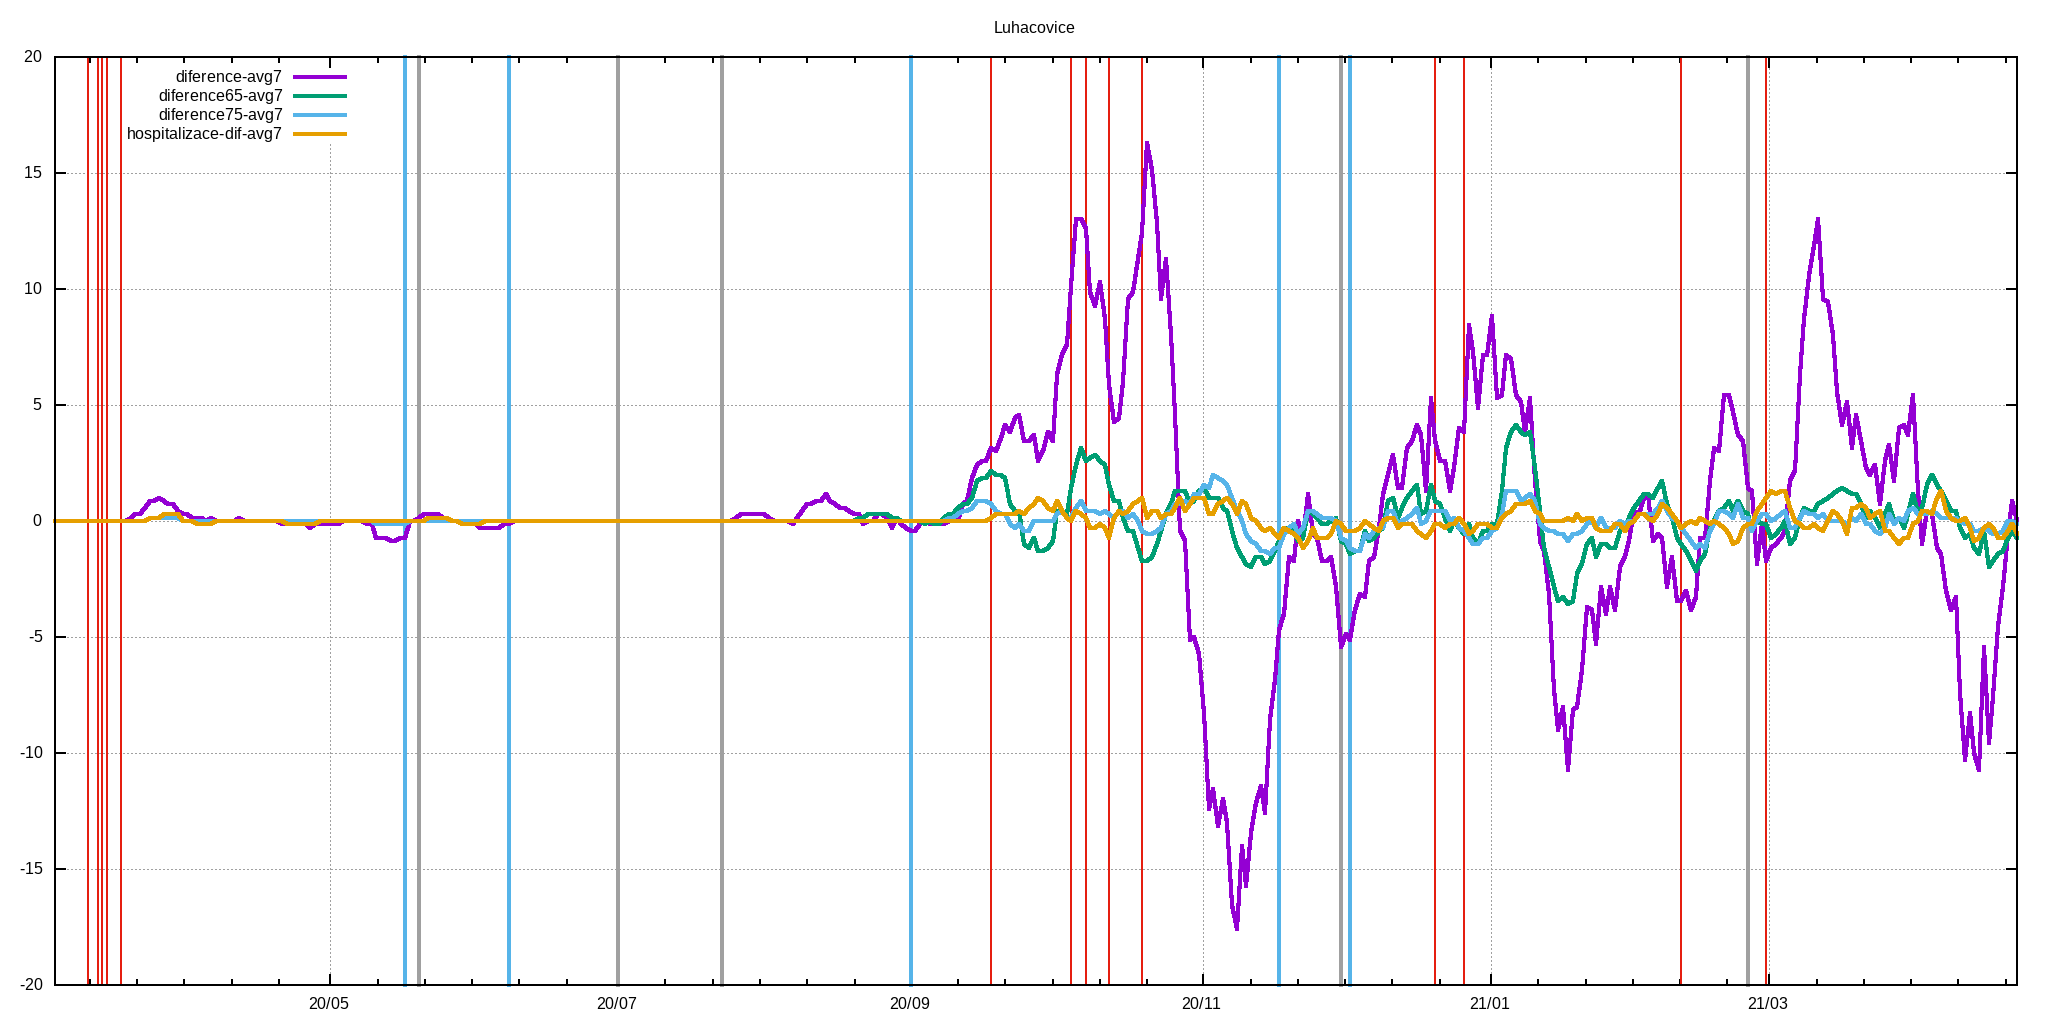 Luhacovice
diference-avg7
diference65-avg7
diference75-avg7
hospitalizace-dif-avg7
20
15
10
5
0
-5
-10
-15
-20
20/05 20/07 20/09 20/11 21/01 21/03